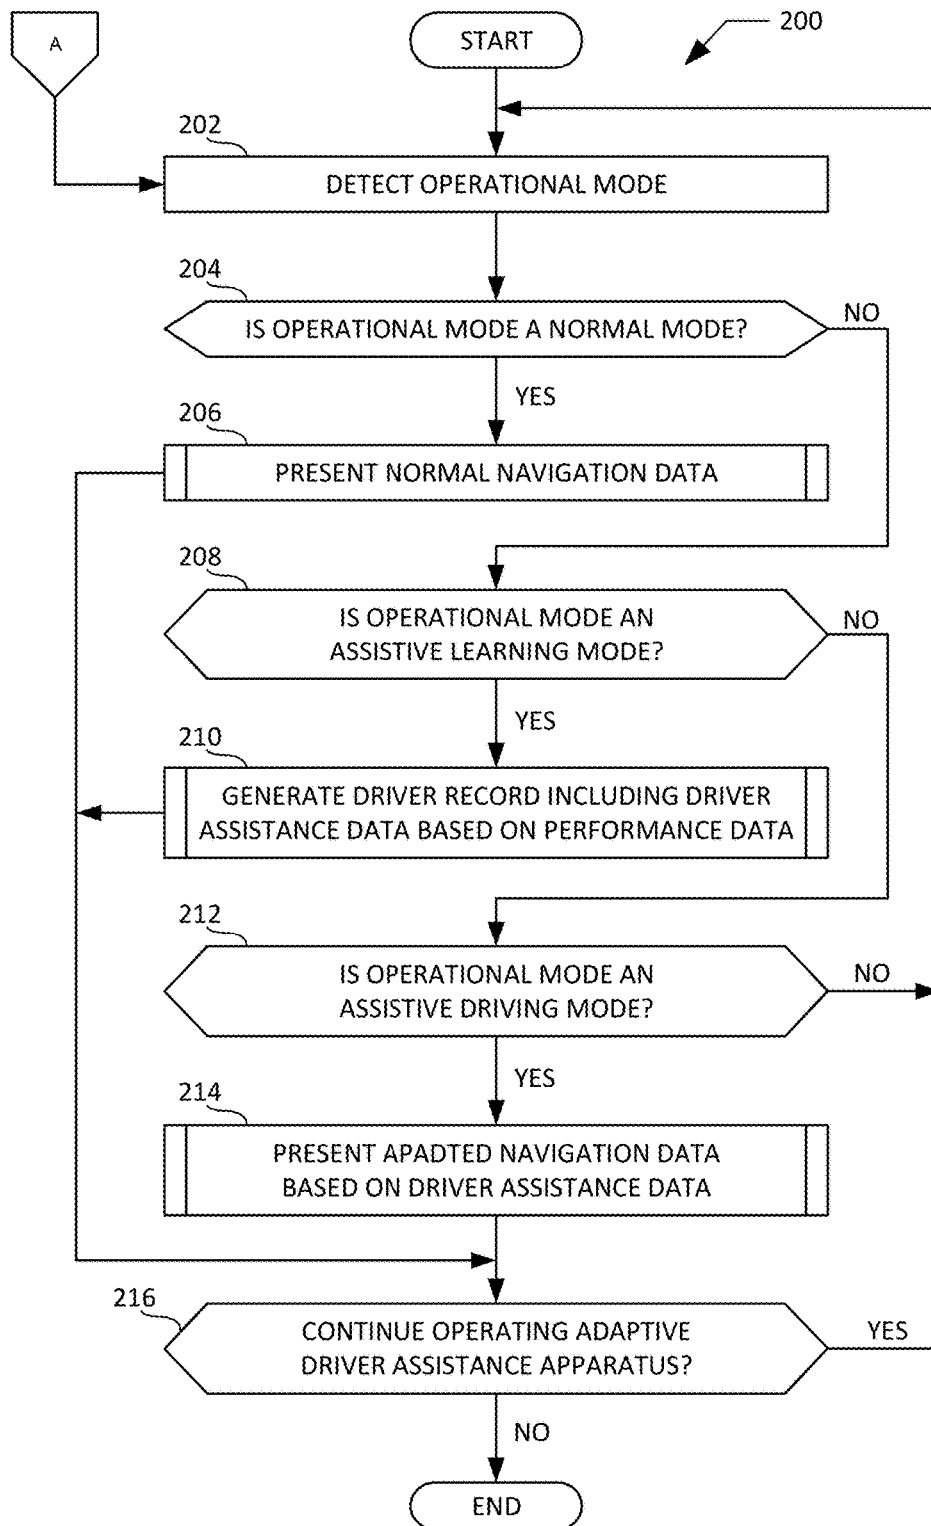 A
START
200
202
DETECT OPERATIONAL MODE
204
IS OPERATIONAL MODE A NORMAL MODE?
NO
YES
206
PRESENT NORMAL NAVIGATION DATA
208
IS OPERATIONAL MODE AN
ASSISTIVE LEARNING MODE?
NO
YES
210
GENERATE DRIVER RECORD INCLUDING DRIVER
ASSISTANCE DATA BASED ON PERFORMANCE DATA
212
IS OPERATIONAL MODE AN
ASSISTIVE DRIVING MODE?
NO
YES
214
PRESENT APADTED NAVIGATION DATA
BASED ON DRIVER ASSISTANCE DATA
216
CONTINUE OPERATING ADAPTIVE
DRIVER ASSISTANCE APPARATUS?
YES
NO
END